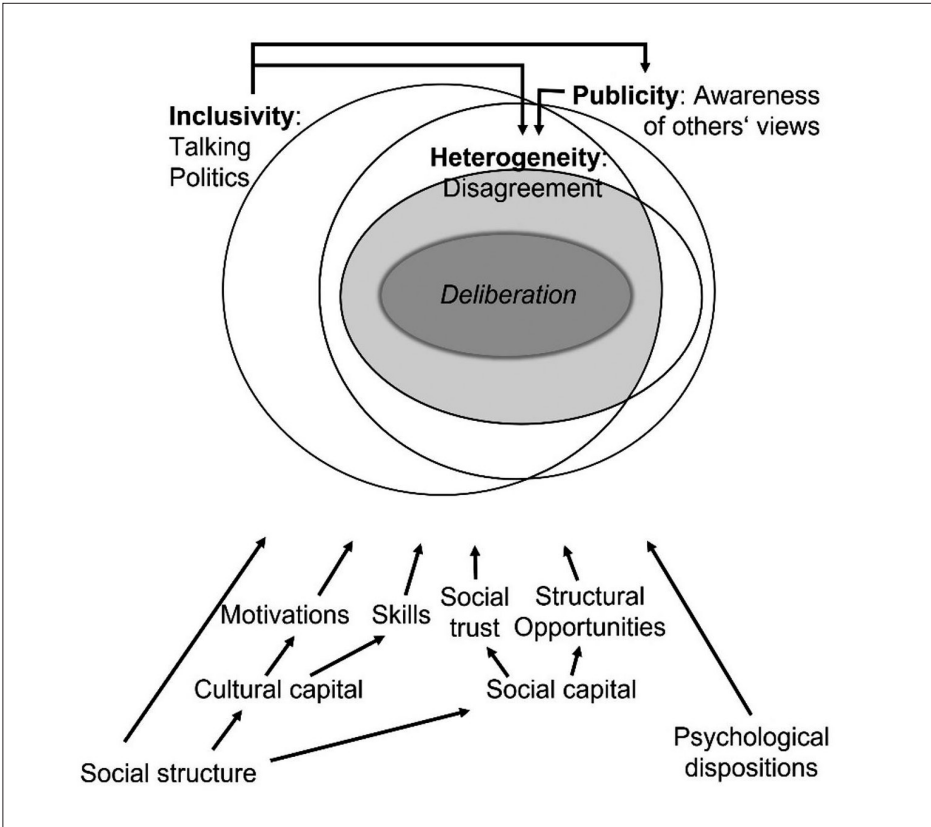 Inclusivity:
Talking
Politics
Publicity: Awareness
of others‘ views
Heterogeneity:
Disagreement
Deliberation
Motivations
Skills
Social
trust
Structural
Opportunities
Cultural capital
Social capital
Social structure
Psychological
dispositions